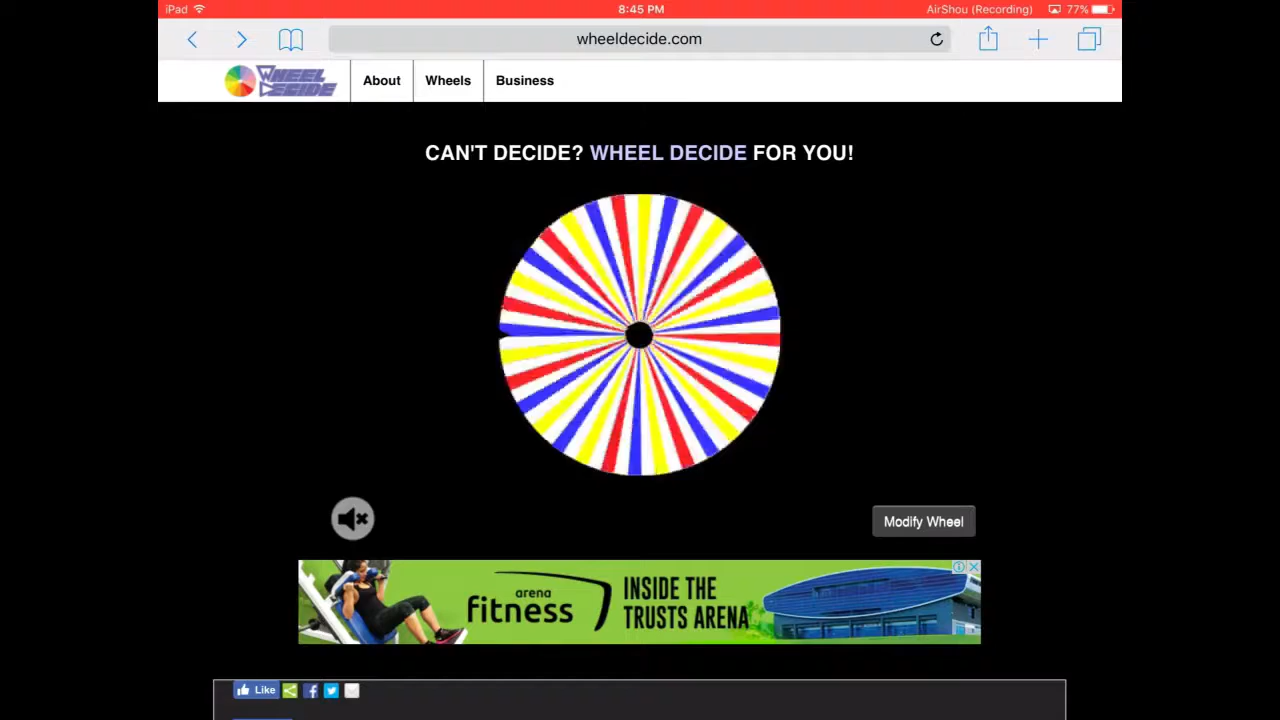 iPad 8:45 PM AirShou (Recording) 77%
wheeldecide.com
WHEEL DECIDE About Wheels Business
CAN'T DECIDE? WHEEL DECIDE FOR YOU!
Modify Wheel
arena fitness
INSIDE THE
TRUSTS ARENA
Like